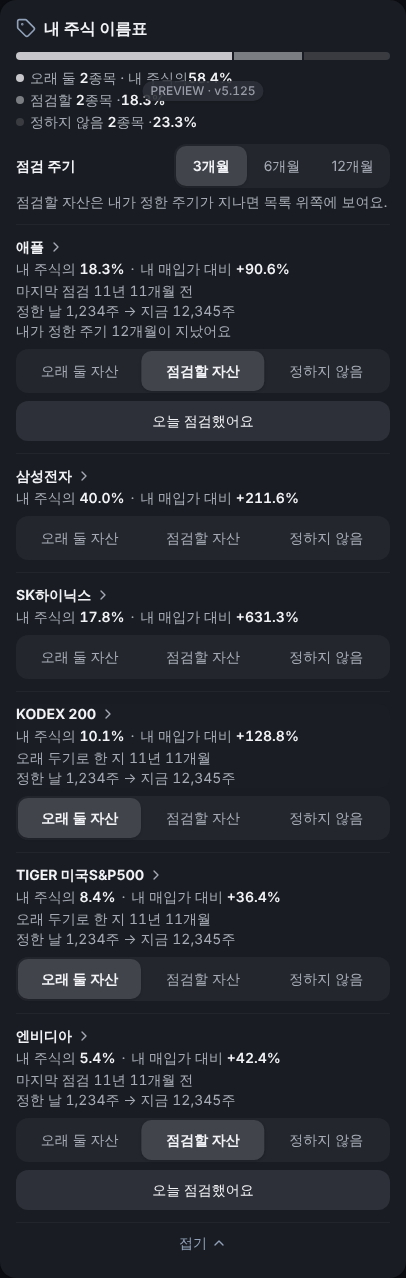 내 주식 이름표
오래 둘 2종목 · 내 주식의 58.4%
PREVIEW · v5.125
점검할 2종목 · 18.3%
정하지 않음 2종목 · 23.3%
점검 주기
3개월 6개월 12개월
점검할 자산은 내가 정한 주기가 지나면 목록 위쪽에 보여요.
애플
내 주식의 18.3% · 내 매입가 대비 +90.6%
마지막 점검 11년 11개월 전
정한 날 1,234주 → 지금 12,345주
내가 정한 주기 12개월이 지났어요
오래 둘 자산 점검할 자산 정하지 않음
오늘 점검했어요
삼성전자
내 주식의 40.0% · 내 매입가 대비 +211.6%
오래 둘 자산 점검할 자산 정하지 않음
SK하이닉스
내 주식의 17.8% · 내 매입가 대비 +631.3%
오래 둘 자산 점검할 자산 정하지 않음
KODEX 200
내 주식의 10.1% · 내 매입가 대비 +128.8%
오래 두기로 한 지 11년 11개월
정한 날 1,234주 → 지금 12,345주
오래 둘 자산 점검할 자산 정하지 않음
TIGER 미국S&P500
내 주식의 8.4% · 내 매입가 대비 +36.4%
오래 두기로 한 지 11년 11개월
정한 날 1,234주 → 지금 12,345주
오래 둘 자산 점검할 자산 정하지 않음
엔비디아
내 주식의 5.4% · 내 매입가 대비 +42.4%
마지막 점검 11년 11개월 전
정한 날 1,234주 → 지금 12,345주
오래 둘 자산 점검할 자산 정하지 않음
오늘 점검했어요
접기